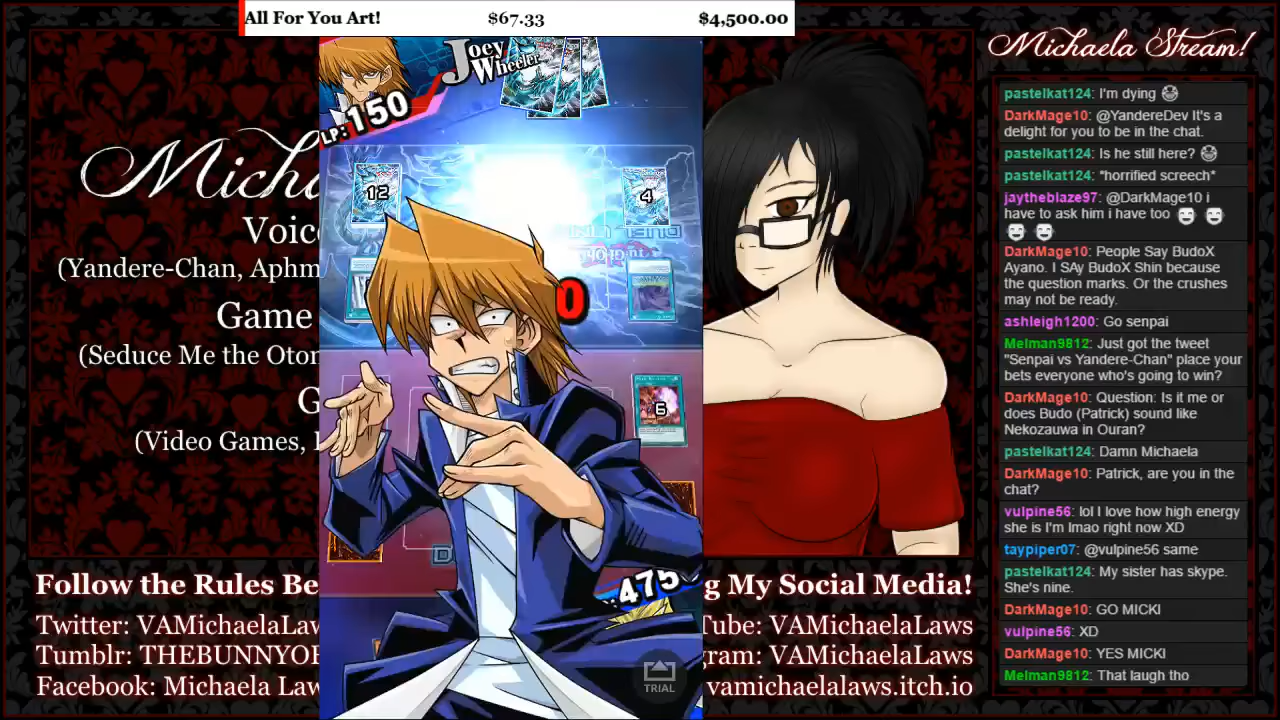 All For You Art!
$67.33
$4,500.00
Joey
Wheeler
LP:150
12
4
0
6
D
475
TRIAL
Mich
Voic
(Yandere-Chan, Aphm
Game
(Seduce Me the Oton
G
(Video Games,
Follow the Rules Be
g My Social Media!
Twitter: VAMichaelaLaw
Tube: VAMichaelaLaws
Tumblr: THEBUNNYOF
gram: VAMichaelaLaws
Facebook: Michaela Law
vamichaelalaws.itch.io
Michaela Stream!
pastelkat124: I'm dying
DarkMage10: @YandereDev It's a
delight for you to be in the chat.
pastelkat124: Is he still here?
pastelkat124: *horrified screech*
jaytheblaze97: @DarkMage10 i
have to ask him i have too
DarkMage10: People Say BudoX
Ayano. I SAy BudoX Shin because
the question marks. Or the crushes
may not be ready.
ashleigh1200: Go senpai
Melman9812: Just got the tweet
"Senpai vs Yandere-Chan" place your
bets everyone who's going to win?
DarkMage10: Question: Is it me or
does Budo (Patrick) sound like
Nekozauwa in Ouran?
pastelkat124: Damn Michaela
DarkMage10: Patrick, are you in the
chat?
vulpine56: lol I love how high energy
she is I'm lmao right now XD
taypiper07: @vulpine56 same
pastelkat124: My sister has skype.
She's nine.
DarkMage10: GO MICKI
vulpine56: XD
DarkMage10: YES MICKI
Melman9812: That laugh tho